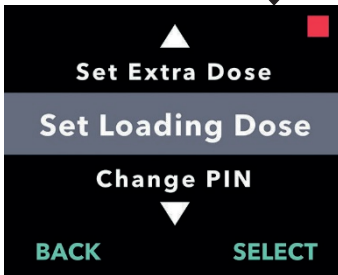 Set Extra Dose
Set Loading Dose
Change PIN
BACK SELECT